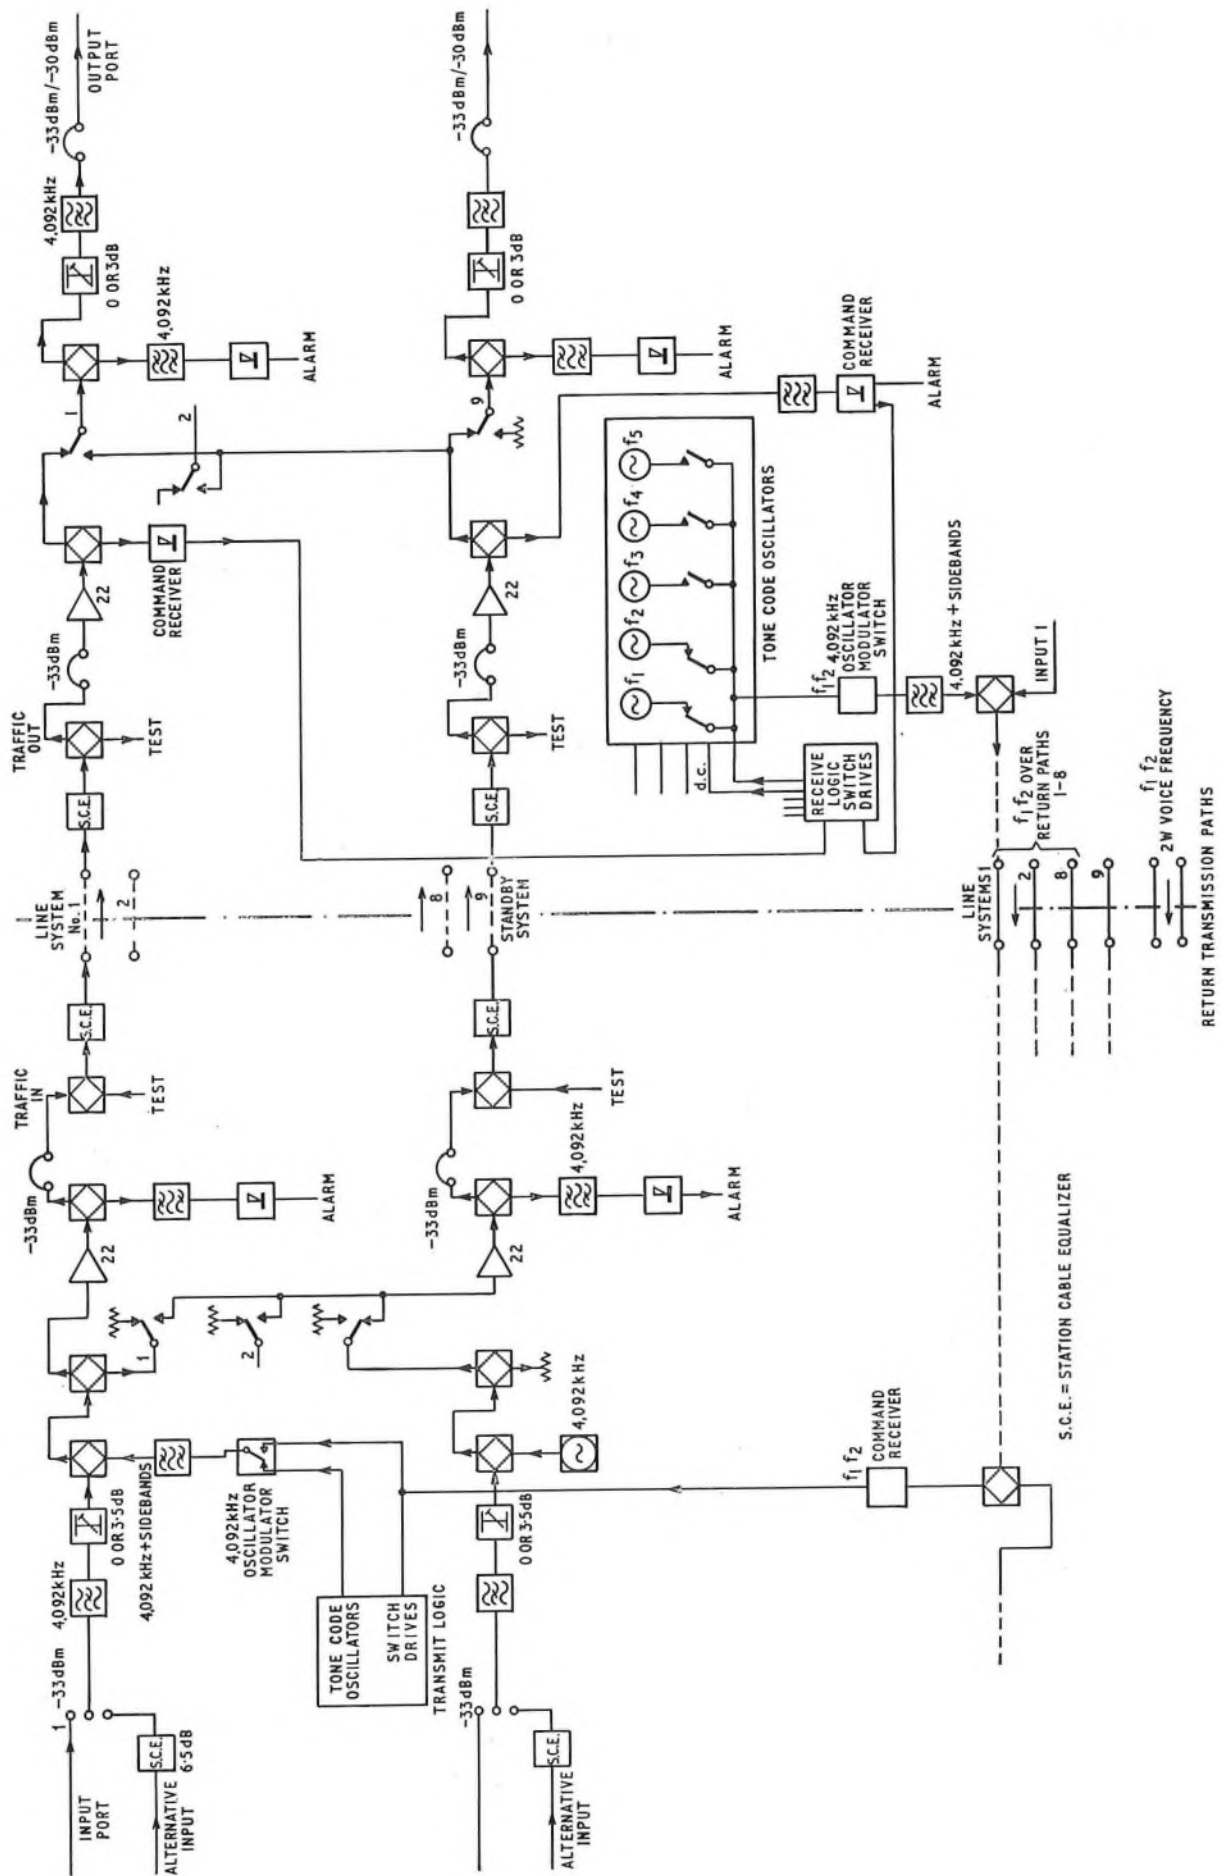 INPUT
PORT
1
-33dBm
4,092kHz
0 OR 3·5dB
S.C.E.
6·5dB
ALTERNATIVE
INPUT
4,092kHz+SIDEBANDS
4,092kHz
OSCILLATOR
MODULATOR
SWITCH
TONE CODE
OSCILLATORS
SWITCH
DRIVES
TRANSMIT LOGIC
1
2
22
-33dBm
ALARM
TRAFFIC
IN
TEST
S.C.E.
LINE
SYSTEM
No.1
2
S.C.E.
TRAFFIC
OUT
TEST
-33dBm
22
COMMAND
RECEIVER
1
2
4,092kHz
ALARM
0 OR 3dB
4,092kHz
-33dBm/-30dBm
OUTPUT
PORT
-33dBm
S.C.E.
ALTERNATIVE
INPUT
0 OR 3·5dB
4,092kHz
22
-33dBm
4,092kHz
ALARM
TEST
S.C.E.
8
9
STANDBY
SYSTEM
S.C.E.
TEST
-33dBm
22
9
ALARM
0 OR 3dB
-33dBm/-30dBm
COMMAND
RECEIVER
ALARM
f1
f2
f3
f4
f5
TONE CODE OSCILLATORS
d.c.
RECEIVE
LOGIC
SWITCH
DRIVES
f1f2
4,092kHz
OSCILLATOR
MODULATOR
SWITCH
4,092kHz+SIDEBANDS
INPUT 1
f1 f2
COMMAND
RECEIVER
LINE
SYSTEMS 1
2
8
9
f1 f2 OVER
RETURN PATHS
1-8
f1 f2
2W VOICE FREQUENCY
RETURN TRANSMISSION PATHS
S.C.E. = STATION CABLE EQUALIZER